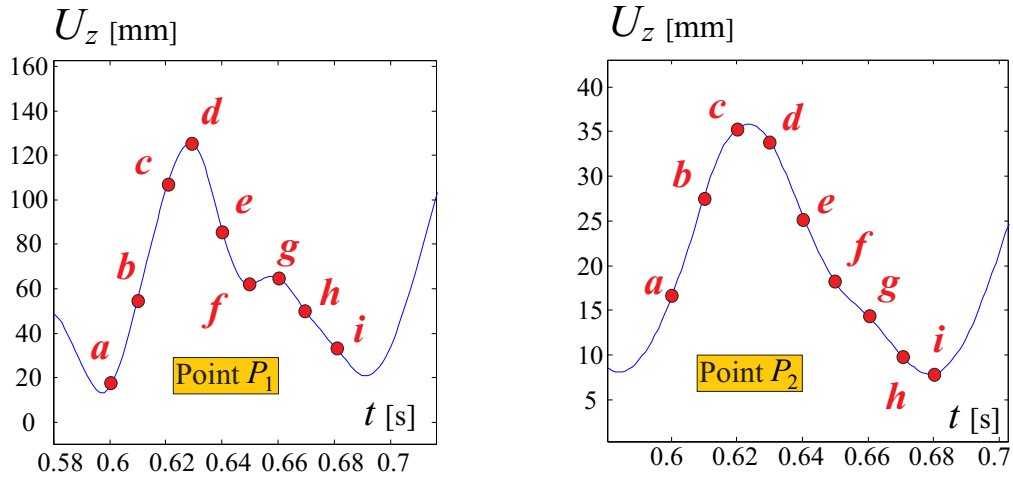 U_z [mm]
160
140
120
100
80
60
40
20
0
0.58
0.6
0.62
0.64
0.66
0.68
0.7
a
b
c
d
e
f
g
h
i
Point P₁
t [s]
U_z [mm]
40
35
30
25
20
15
10
5
0.6
0.62
0.64
0.66
0.68
0.7
a
b
c
d
e
f
g
h
i
Point P₂
t [s]